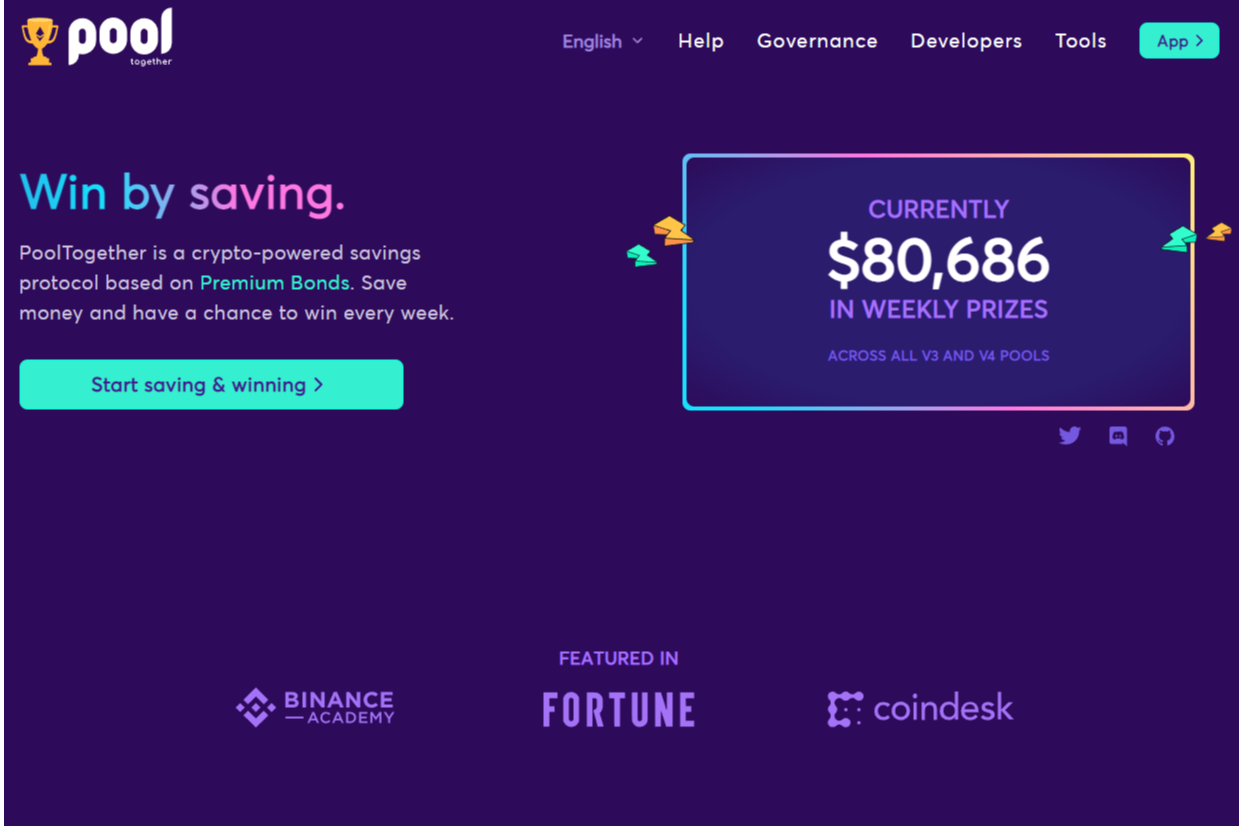 pool
together
English
Help
Governance
Developers
Tools
App
Win by saving.
PoolTogether is a crypto-powered savings
protocol based on Premium Bonds. Save
money and have a chance to win every week.
Start saving & winning
CURRENTLY
$80,686
IN WEEKLY PRIZES
ACROSS ALL V3 AND V4 POOLS
FEATURED IN
BINANCE
—ACADEMY
FORTUNE
coindesk